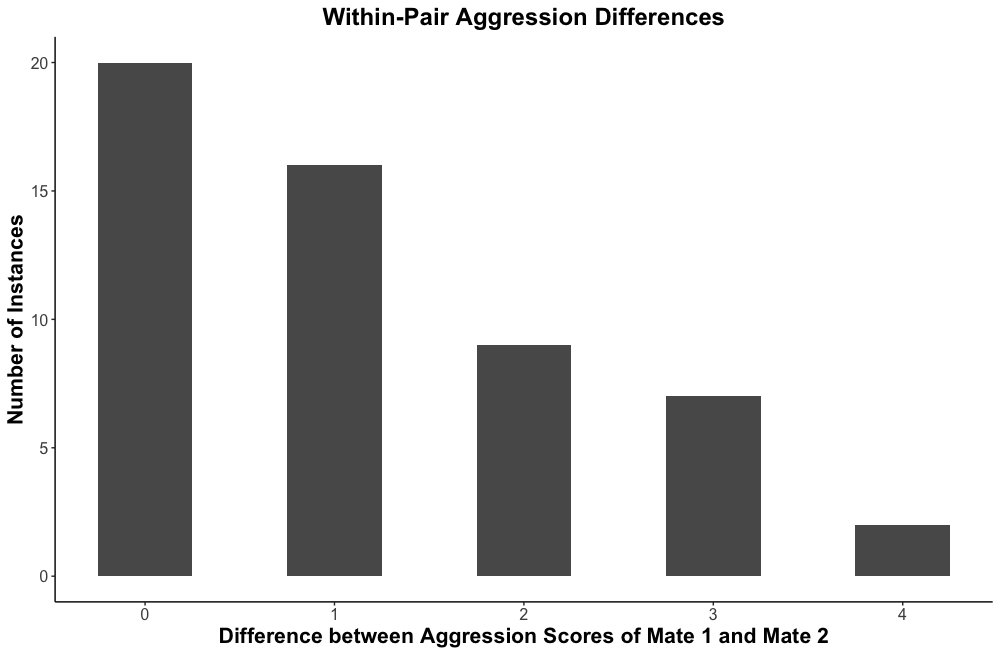 Within-Pair Aggression Differences
Number of Instances
20
15
10
5
0
0 1 2 3 4
Difference between Aggression Scores of Mate 1 and Mate 2